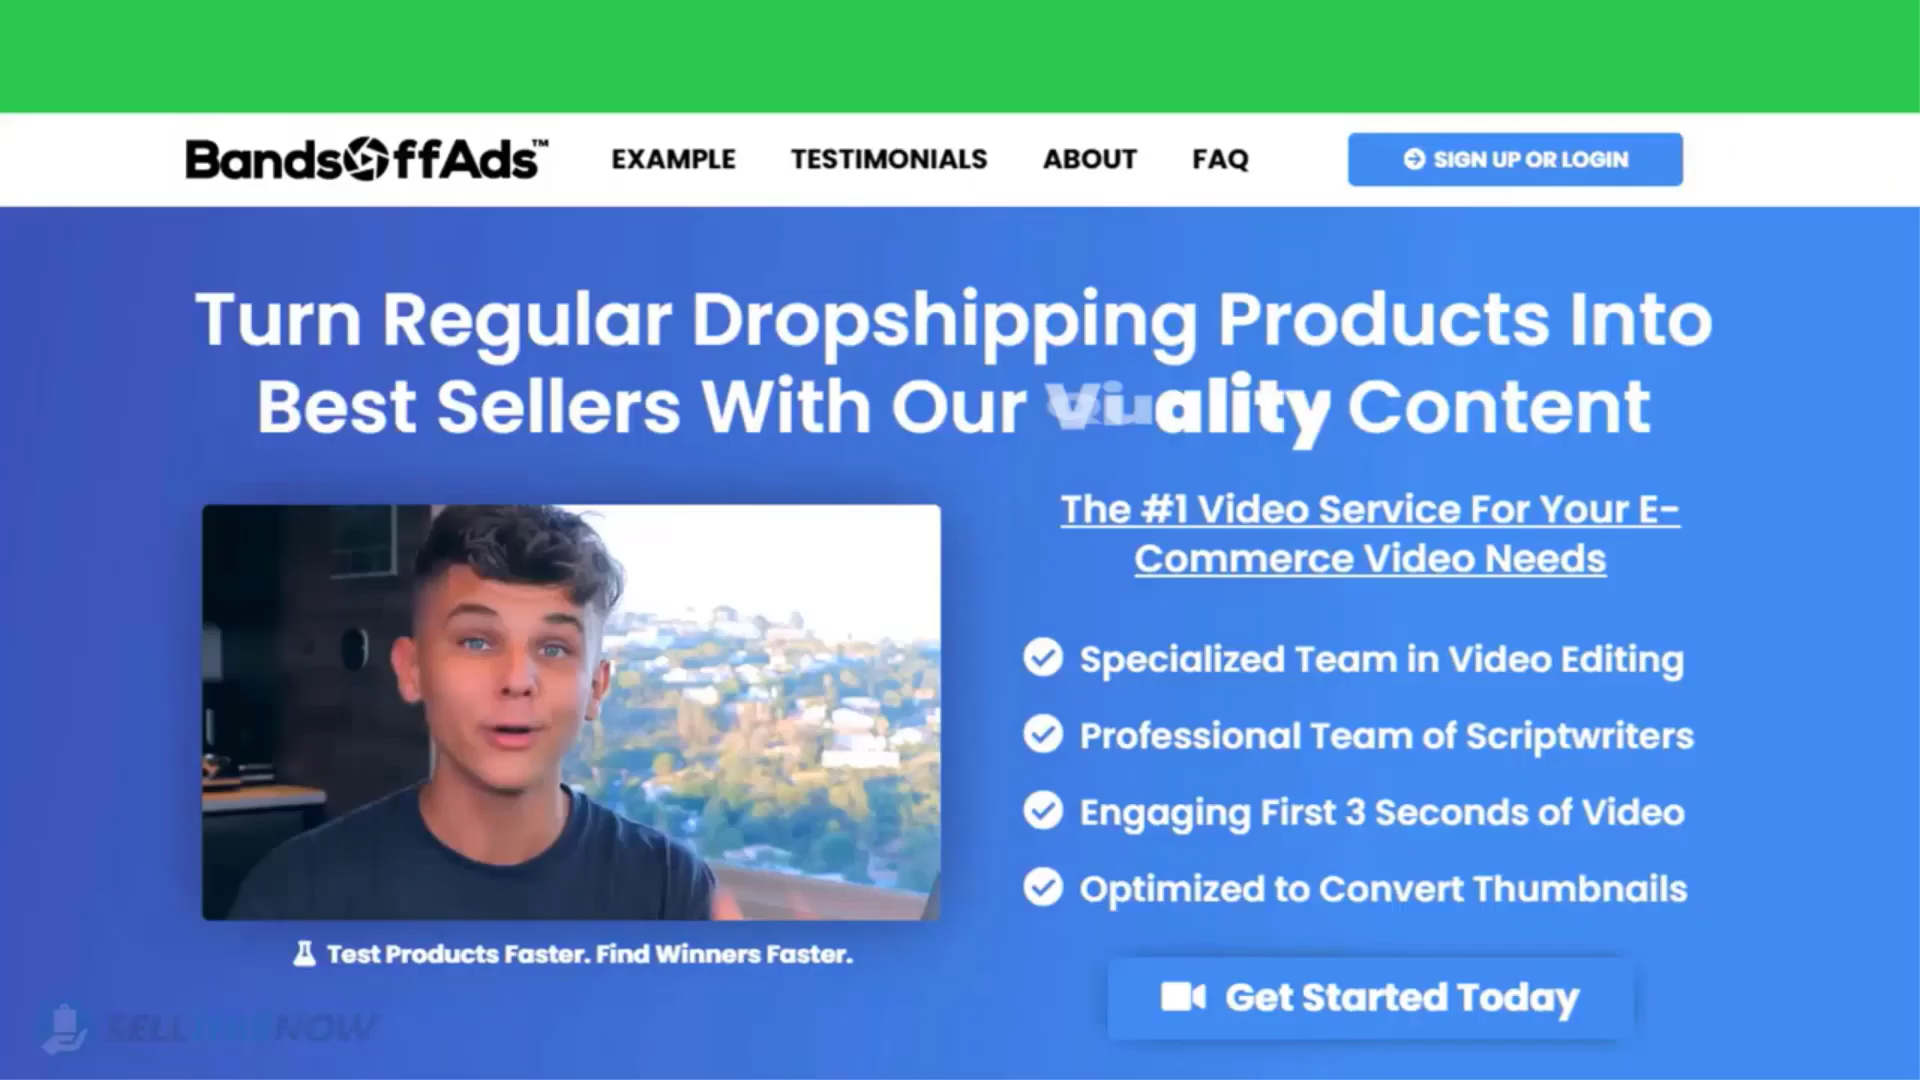 BandsOffAds™
EXAMPLE
TESTIMONIALS
ABOUT
FAQ
SIGN UP OR LOGIN
Turn Regular Dropshipping Products Into
Best Sellers With Our Content
The #1 Video Service For Your E-
Commerce Video Needs
Specialized Team in Video Editing
Professional Team of Scriptwriters
Engaging First 3 Seconds of Video
Optimized to Convert Thumbnails
Test Products Faster. Find Winners Faster.
Get Started Today